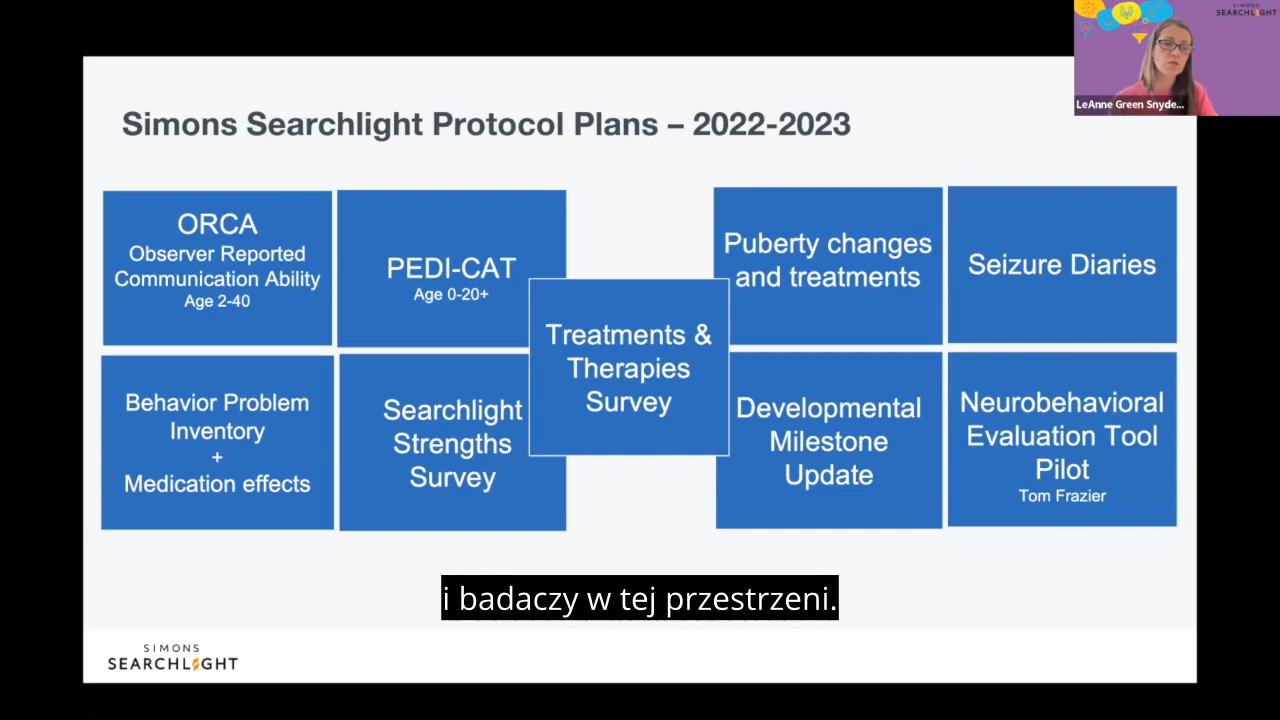 SIMONS
SEARCHLIGHT
LeAnne Green Snyde...
Simons Searchlight Protocol Plans – 2022-2023
ORCA
Observer Reported
Communication Ability
Age 2-40
PEDI-CAT
Age 0-20+
Puberty changes
and treatments
Seizure Diaries
Treatments &
Therapies
Survey
Behavior Problem
Inventory
+
Medication effects
Searchlight
Strengths
Survey
Developmental
Milestone
Update
Neurobehavioral
Evaluation Tool
Pilot
Tom Frazier
i badaczy w tej przestrzeni.
SIMONS
SEARCHLIGHT